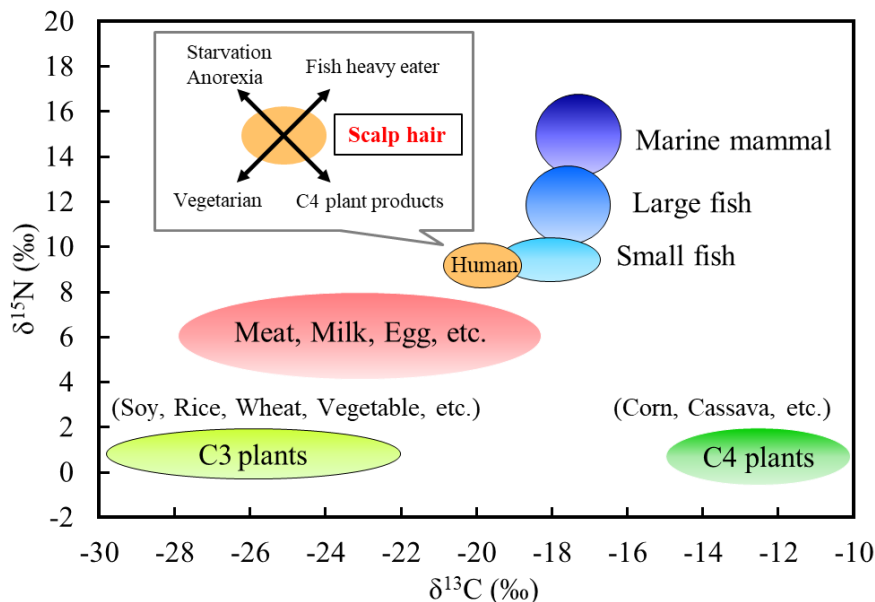 20
18
16
14
12
10
8
6
4
2
0
-2
δ15N (‰)
Starvation
Anorexia
Fish heavy eater
Scalp hair
Vegetarian
C4 plant products
Marine mammal
Large fish
Small fish
Human
Meat, Milk, Egg, etc.
(Soy, Rice, Wheat, Vegetable, etc.)
(Corn, Cassava, etc.)
C3 plants
C4 plants
-30 -28 -26 -24 -22 -20 -18 -16 -14 -12 -10
δ13C (‰)